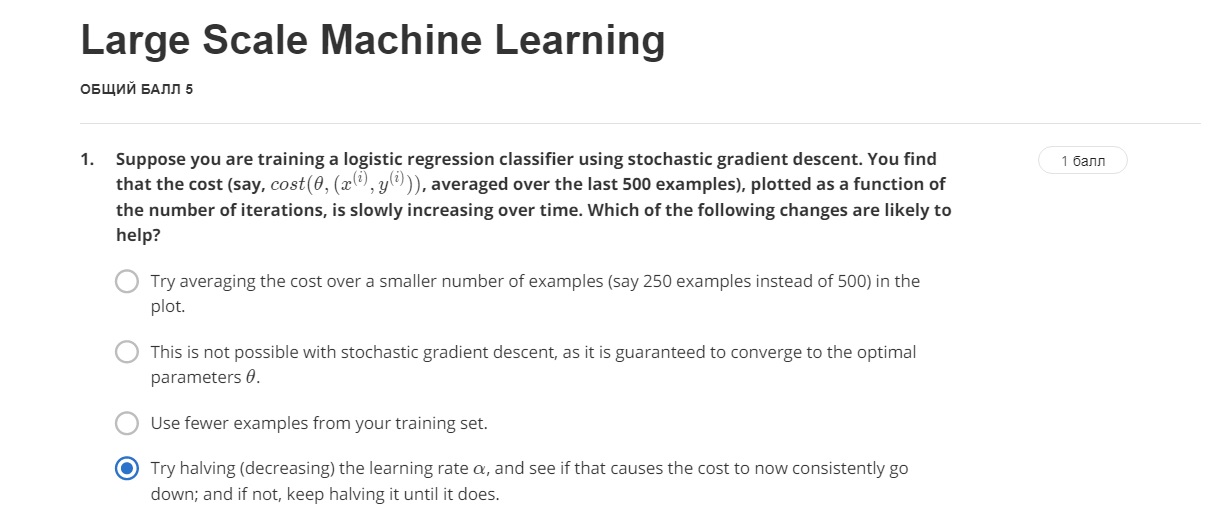 Large Scale Machine Learning
ОБЩИЙ БАЛЛ 5
1. Suppose you are training a logistic regression classifier using stochastic gradient descent. You find
1 балл
that the cost (say, cost(θ, (x⁽ⁱ⁾, y⁽ⁱ⁾)), averaged over the last 500 examples), plotted as a function of
the number of iterations, is slowly increasing over time. Which of the following changes are likely to
help?
Try averaging the cost over a smaller number of examples (say 250 examples instead of 500) in the
plot.
This is not possible with stochastic gradient descent, as it is guaranteed to converge to the optimal
parameters θ.
Use fewer examples from your training set.
Try halving (decreasing) the learning rate α, and see if that causes the cost to now consistently go
down; and if not, keep halving it until it does.